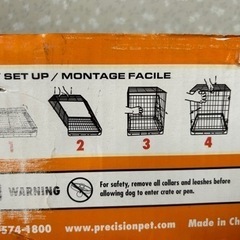 SET UP / MONTAGE FACILE
1 2 3 4
WARNING
For safety, remove all collars and leashes before
allowing dog to enter crate or pen.
574-1800 www.precisionpet.com Made in Ch